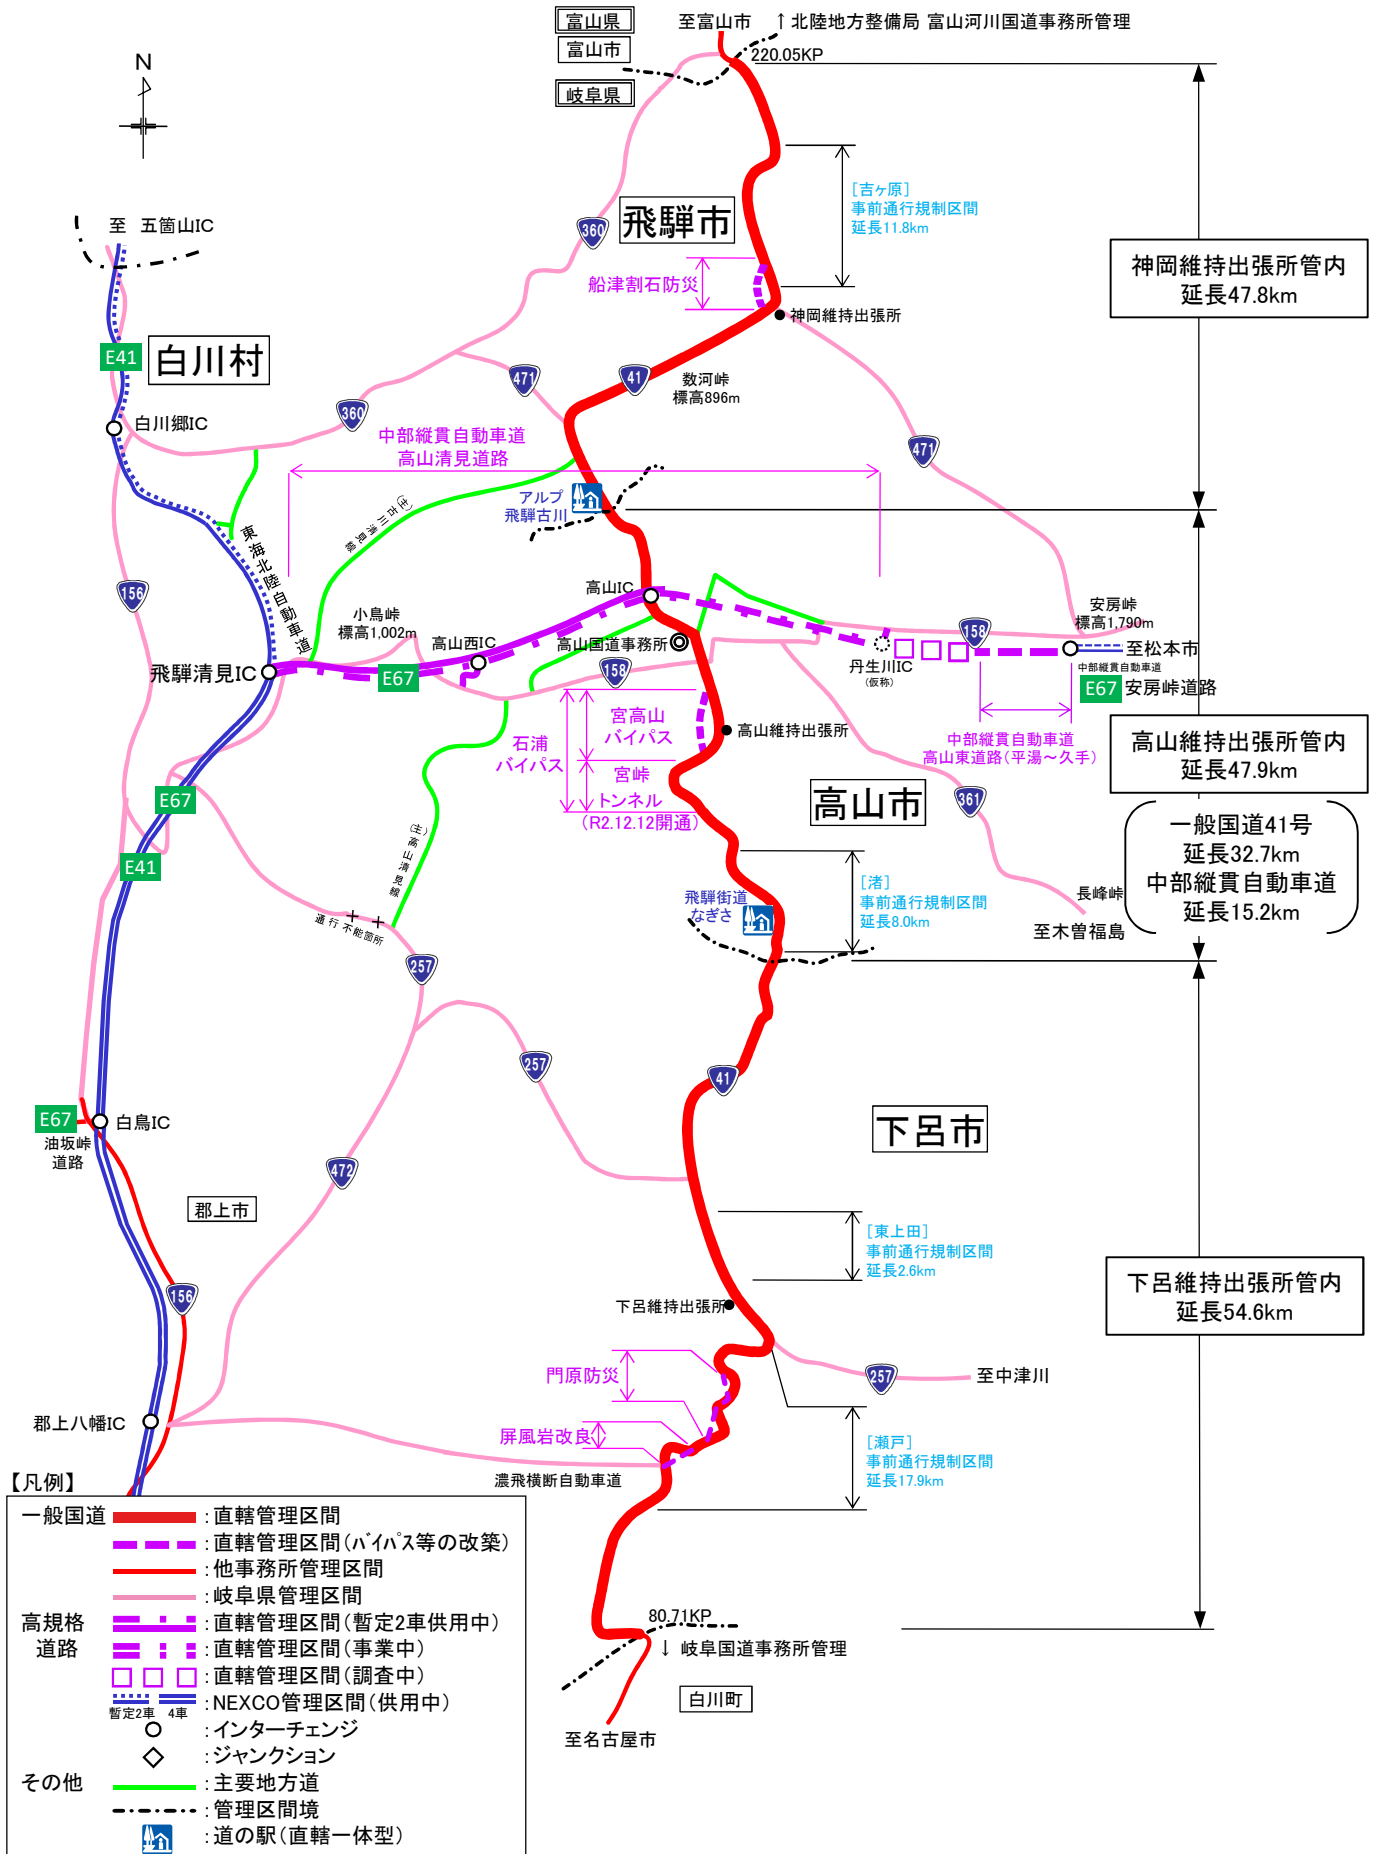 富山県
至富山市
↑北陸地方整備局 富山河川国道事務所管理
富山市
220.05KP
岐阜県
N
[吉ヶ原]
事前通行規制区間
延長11.8km
至 五箇山IC
飛騨市
360
神岡維持出張所管内
延長47.8km
船津割石防災
神岡維持出張所
E41
白川村
471
41
数河峠
標高896m
360
白川郷IC
中部縦貫自動車道
高山清見道路
471
アルプ
飛騨古川
(主)古川清見線
東海北陸自動車道
156
高山IC
小鳥峠
標高1,002m
安房峠
標高1,790m
158
高山西IC
高山国道事務所
丹生川IC
(仮称)
至松本市
中部縦貫自動車道
飛騨清見IC
E67
158
E67
安房峠道路
宮高山
バイパス
石浦
バイパス
高山維持出張所
中部縦貫自動車道
高山東道路(平湯～久手)
高山維持出張所管内
延長47.9km
宮峠
トンネル
(R2.12.12開通)
E67
高山市
361
一般国道41号
延長32.7km
中部縦貫自動車道
延長15.2km
(主)高山清見線
E41
[渚]
事前通行規制区間
延長8.0km
飛騨街道
なぎさ
長峰峠
至木曽福島
通行不能箇所
257
257
41
E67
白鳥IC
油坂峠
道路
下呂市
472
郡上市
[東上田]
事前通行規制区間
延長2.6km
156
下呂維持出張所
下呂維持出張所管内
延長54.6km
門原防災
257
至中津川
郡上八幡IC
屏風岩改良
[瀬戸]
事前通行規制区間
延長17.9km
濃飛横断自動車道
【凡例】
一般国道
:直轄管理区間
:直轄管理区間(バイパス等の改築)
:他事務所管理区間
:岐阜県管理区間
高規格
道路
:直轄管理区間(暫定2車供用中)
:直轄管理区間(事業中)
:直轄管理区間(調査中)
暫定2車 4車
:NEXCO管理区間(供用中)
:インターチェンジ
:ジャンクション
その他
:主要地方道
:管理区間境
:道の駅(直轄一体型)
80.71KP
↓ 岐阜国道事務所管理
白川町
至名古屋市